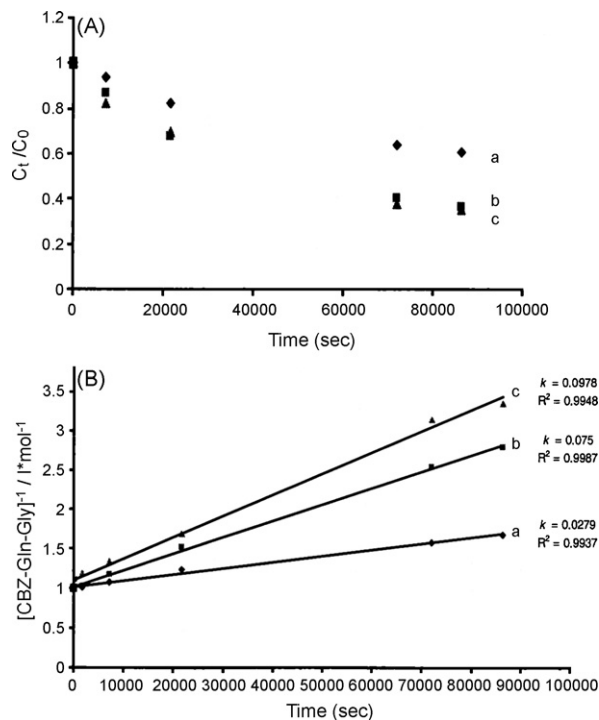 (A)
1.2
1
0.8
0.6
0.4
0.2
0
C_t /C_0
a
b
c
0 20000 40000 60000 80000 100000
Time (sec)
(B)
3.5
3
2.5
2
1.5
1
0.5
0
[CBZ-Gln-Gly]⁻¹ / l*mol⁻¹
c
k = 0.0978
R² = 0.9948
b
k = 0.075
R² = 0.9987
a
k = 0.0279
R² = 0.9937
0 10000 20000 30000 40000 50000 60000 70000 80000 90000 100000
Time (sec)